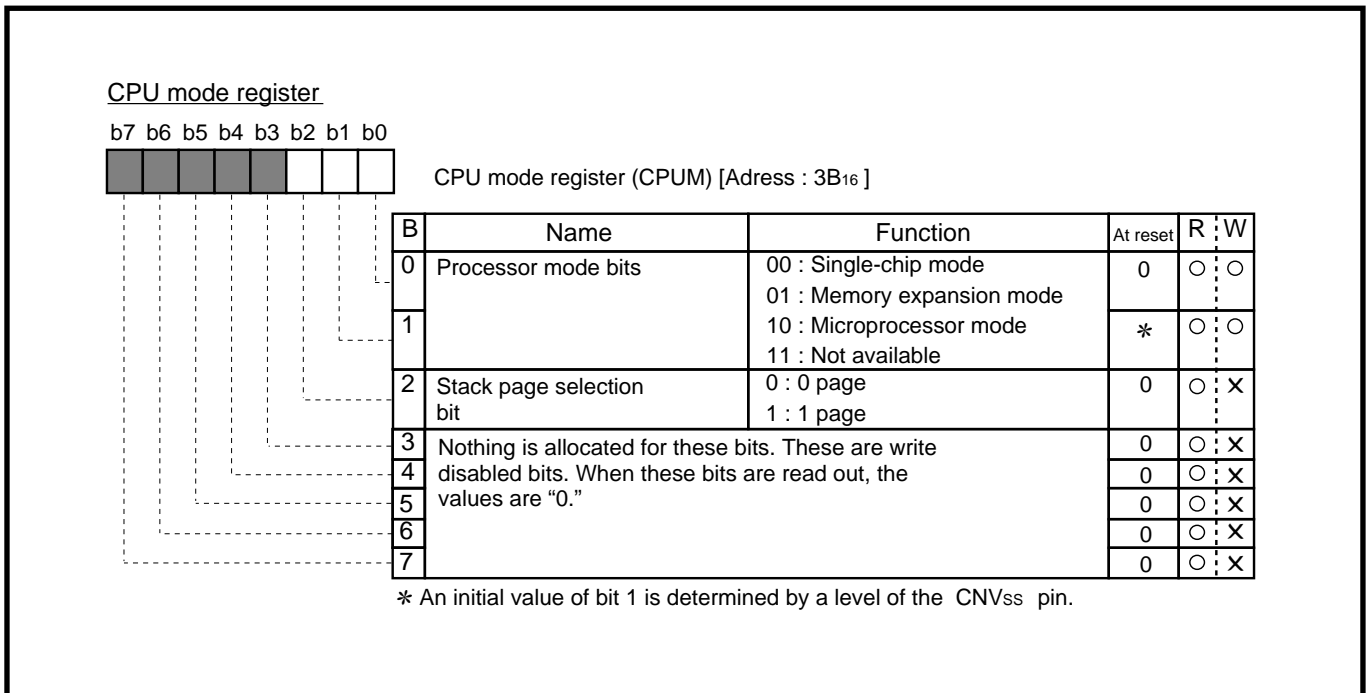 CPU mode register
b7 b6 b5 b4 b3 b2 b1 b0
CPU mode register (CPUM) [Adress : 3B16 ]
B Name Function At reset R W
0 Processor mode bits 00 : Single-chip mode 0 ○ ○
01 : Memory expansion mode
1 10 : Microprocessor mode * ○ ○
11 : Not available
2 Stack page selection 0 : 0 page 0 ○ ×
bit 1 : 1 page
3 Nothing is allocated for these bits. These are write 0 ○ ×
4 disabled bits. When these bits are read out, the 0 ○ ×
5 values are “0.” 0 ○ ×
6 0 ○ ×
7 0 ○ ×
* An initial value of bit 1 is determined by a level of the CNVSS pin.